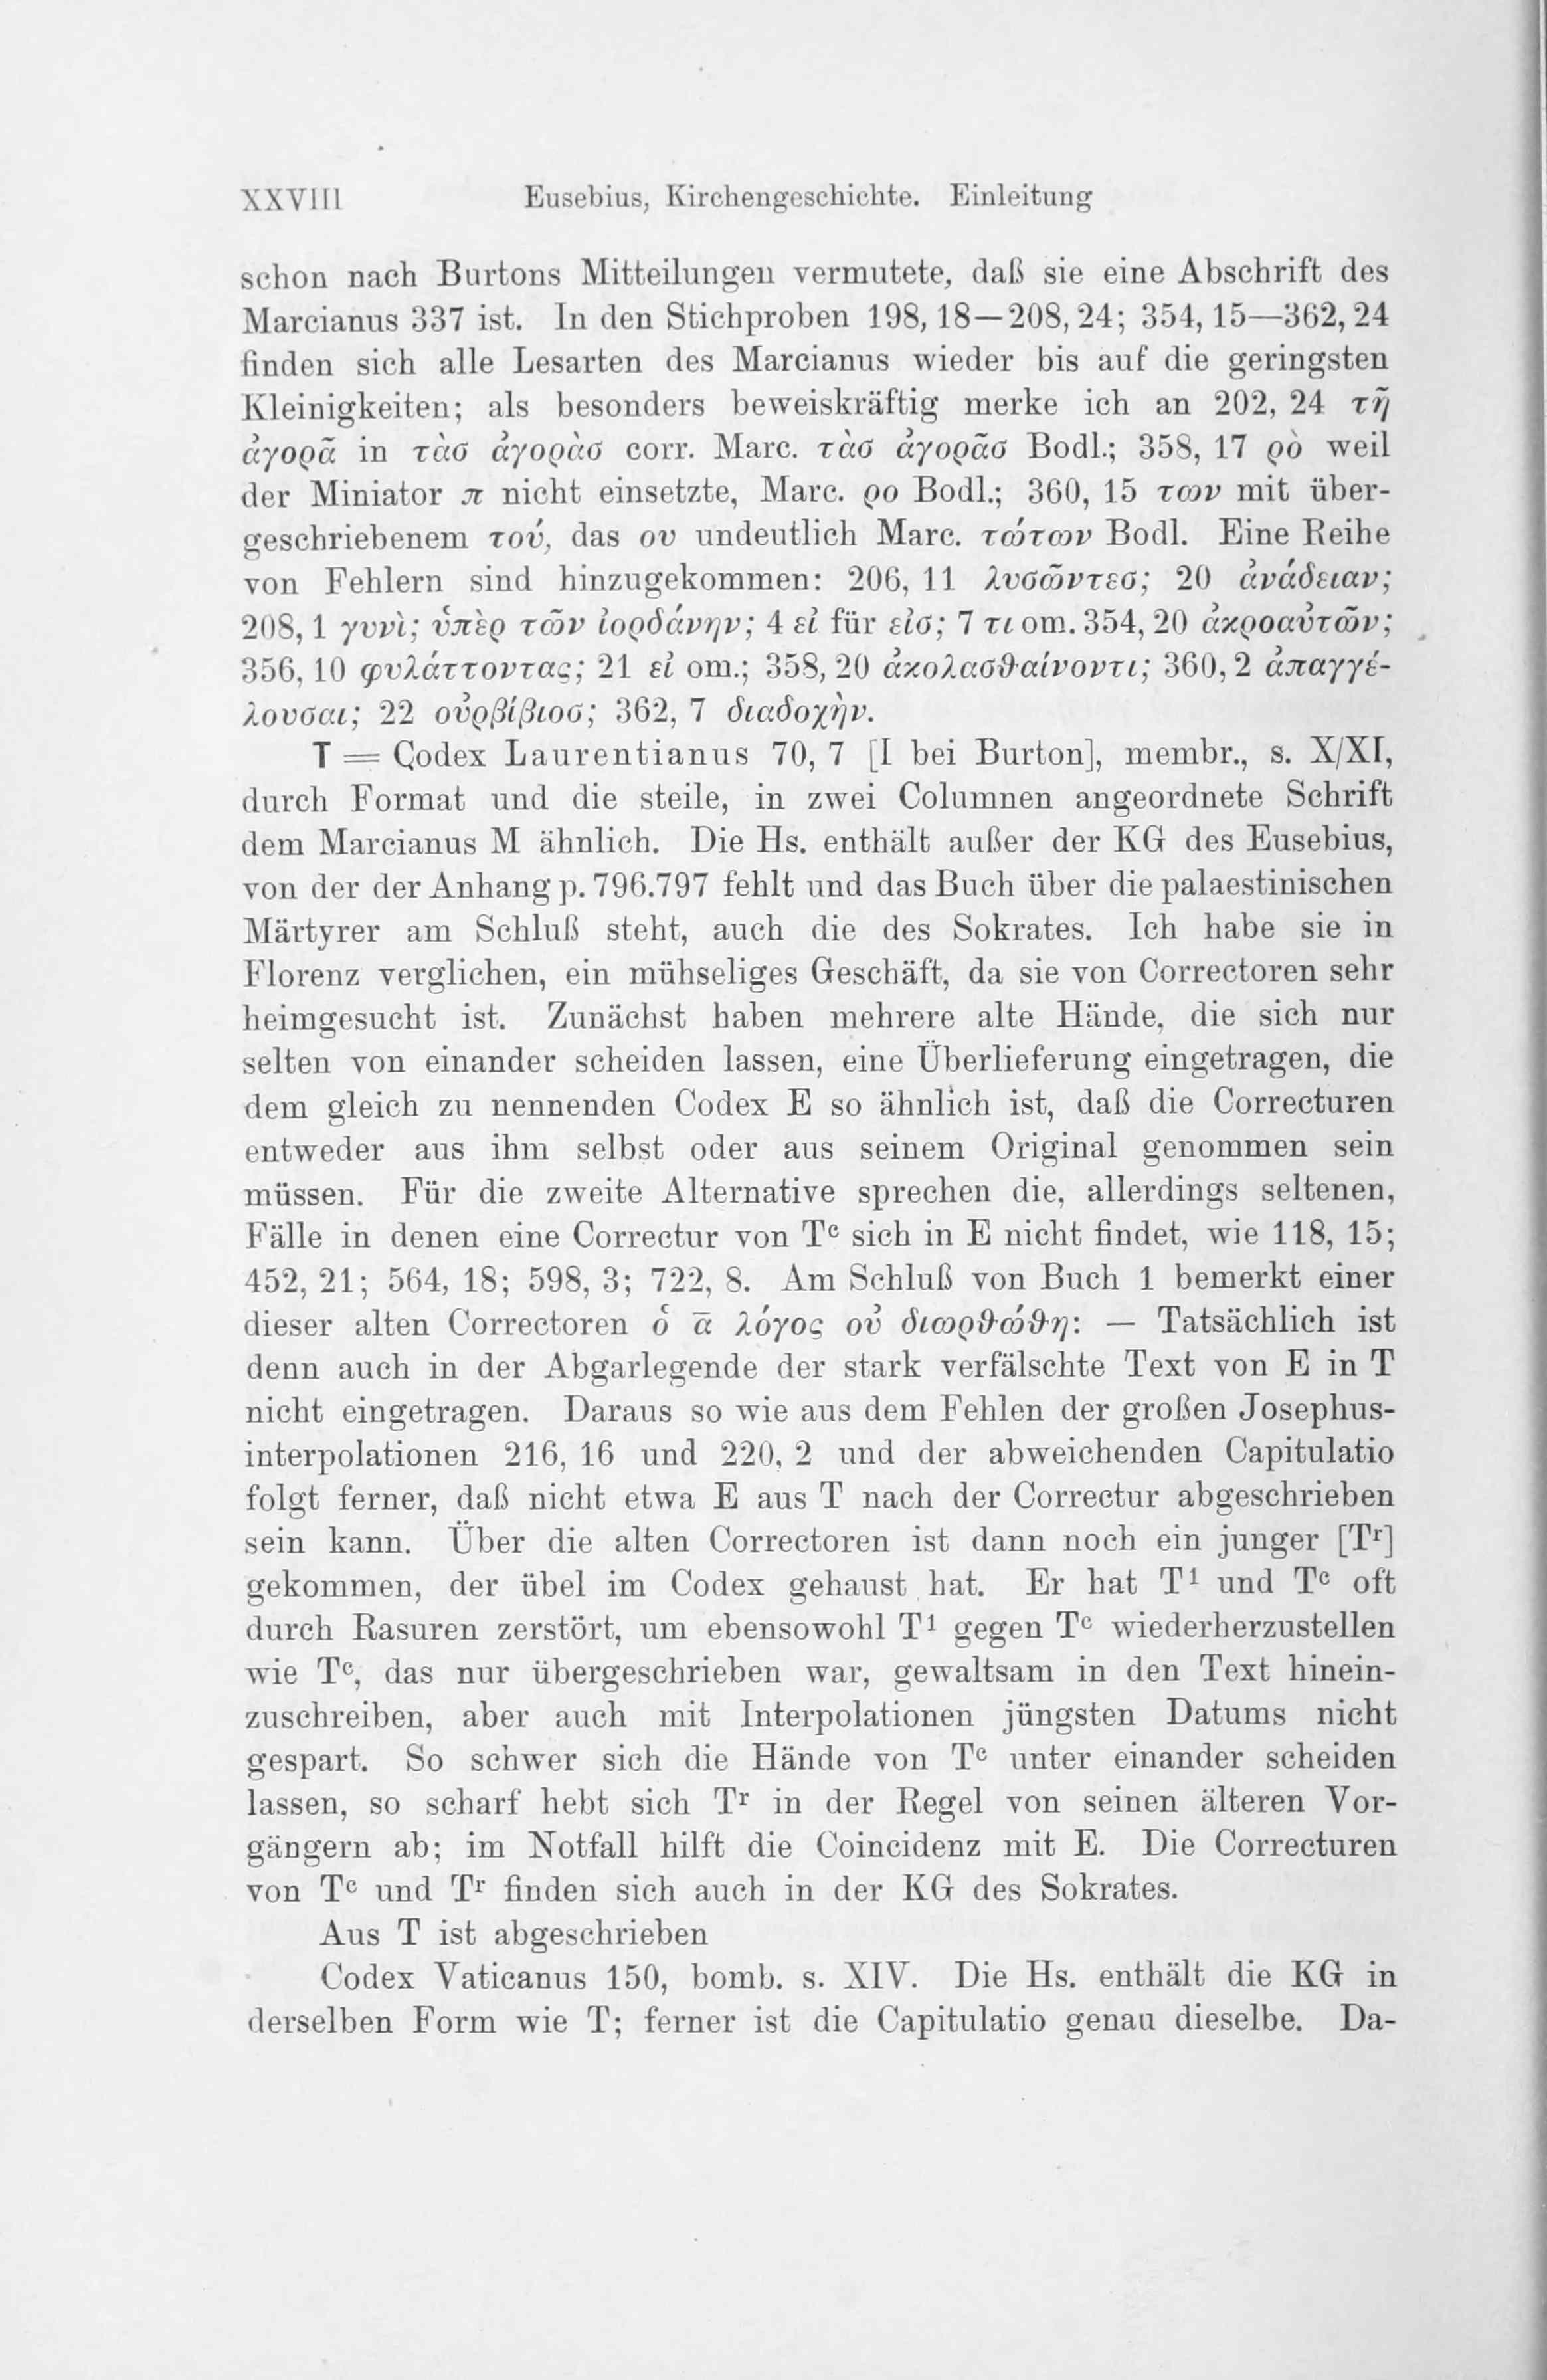 XXVIII Eusebius, Kirchengeschichte. Einleitung
schon nach Burtons Mitteilungen vermutete, daß sie eine Abschrift des
Marcianus 337 ist. In den Stichproben 198, 18—208, 24; 354, 15—362, 24
finden sich alle Lesarten des Marcianus wieder bis auf die geringsten
Kleinigkeiten; als besonders beweiskräftig merke ich an 202, 24 τῆ
ἀγορᾶ in τὰσ ἀγορὰσ corr. Marc. τὰσ ἀγορᾶσ Bodl.; 358, 17 ρὸ weil
der Miniator π nicht einsetzte, Marc. ρο Bodl.; 360, 15 των mit über-
geschriebenem τού, das ου undeutlich Marc. τώτων Bodl. Eine Reihe
von Fehlern sind hinzugekommen: 206, 11 λυσῶντεσ; 20 ἀνάδειαν;
208, 1 γυνὶ; ὑπὲρ τῶν ἰορδάνην; 4 εἰ für εἰσ; 7 τι om. 354, 20 ἀκροαυτῶν;
356, 10 φυλάττοντας; 21 εἰ om.; 358, 20 ἀκολασθαίνοντι; 360, 2 ἀπαγγέ-
λουσαι; 22 οὐρβίβιοσ; 362, 7 διαδοχὴν.
T = Codex Laurentianus 70, 7 [I bei Burton], membr., s. X/XI,
durch Format und die steile, in zwei Columnen angeordnete Schrift
dem Marcianus M ähnlich. Die Hs. enthält außer der KG des Eusebius,
von der der Anhang p. 796.797 fehlt und das Buch über die palaestinischen
Märtyrer am Schluß steht, auch die des Sokrates. Ich habe sie in
Florenz verglichen, ein mühseliges Geschäft, da sie von Correctoren sehr
heimgesucht ist. Zunächst haben mehrere alte Hände, die sich nur
selten von einander scheiden lassen, eine Überlieferung eingetragen, die
dem gleich zu nennenden Codex E so ähnlich ist, daß die Correcturen
entweder aus ihm selbst oder aus seinem Original genommen sein
müssen. Für die zweite Alternative sprechen die, allerdings seltenen,
Fälle in denen eine Correctur von Tᶜ sich in E nicht findet, wie 118, 15;
452, 21; 564, 18; 598, 3; 722, 8. Am Schluß von Buch 1 bemerkt einer
dieser alten Correctoren ὁ ᾱ λόγος οὐ διωρθώθη: — Tatsächlich ist
denn auch in der Abgarlegende der stark verfälschte Text von E in T
nicht eingetragen. Daraus so wie aus dem Fehlen der großen Josephus-
interpolationen 216, 16 und 220, 2 und der abweichenden Capitulatio
folgt ferner, daß nicht etwa E aus T nach der Correctur abgeschrieben
sein kann. Über die alten Correctoren ist dann noch ein junger [Tʳ]
gekommen, der übel im Codex gehaust hat. Er hat T¹ und Tᶜ oft
durch Rasuren zerstört, um ebensowohl T¹ gegen Tᶜ wiederherzustellen
wie Tᶜ, das nur übergeschrieben war, gewaltsam in den Text hinein-
zuschreiben, aber auch mit Interpolationen jüngsten Datums nicht
gespart. So schwer sich die Hände von Tᶜ unter einander scheiden
lassen, so scharf hebt sich Tʳ in der Regel von seinen älteren Vor-
gängern ab; im Notfall hilft die Coincidenz mit E. Die Correcturen
von Tᶜ und Tʳ finden sich auch in der KG des Sokrates.
Aus T ist abgeschrieben
Codex Vaticanus 150, bomb. s. XIV. Die Hs. enthält die KG in
derselben Form wie T; ferner ist die Capitulatio genau dieselbe. Da-